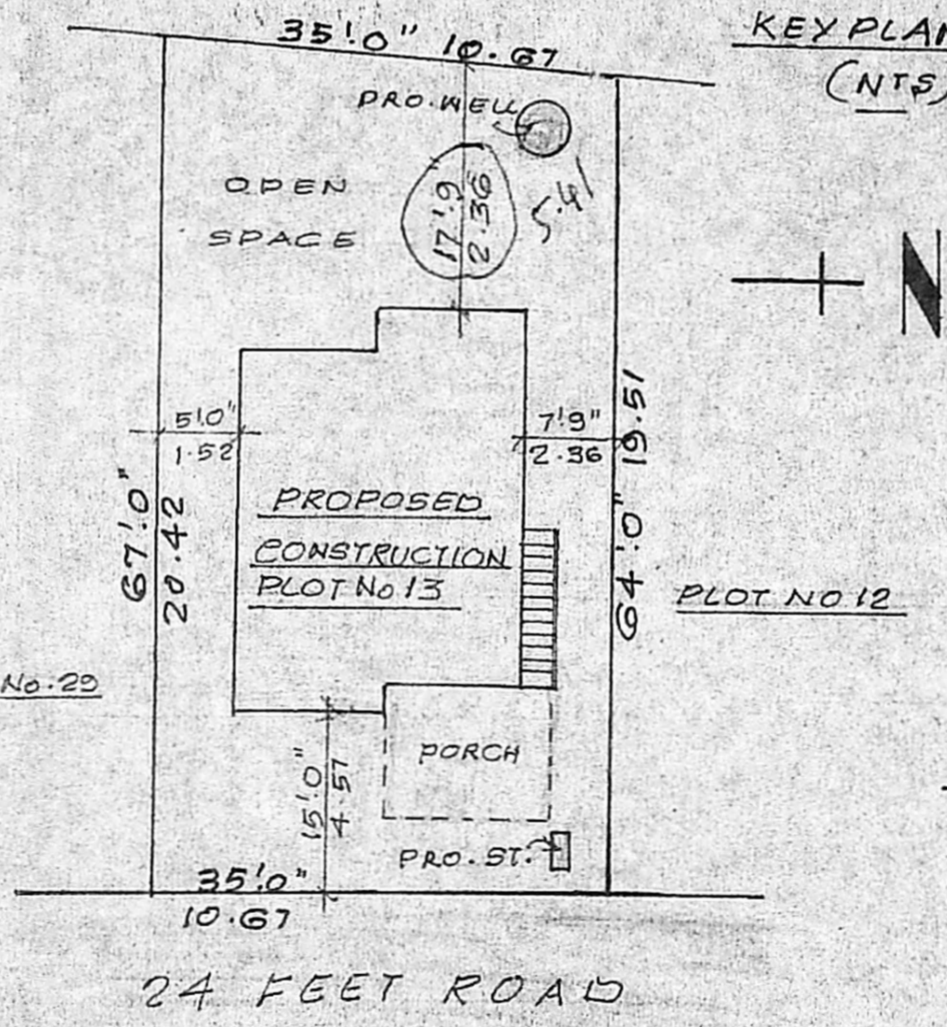 35'.0" 10.67
KEY PLAN
(NTS)
PRO. WELL
OPEN
SPACE
17'.9
2.36
5.41
N
5'.0"
1.52
7'.9"
2.36
67'.0"
20.42
64'.0" 19.51
PROPOSED
CONSTRUCTION
PLOT No 13
PLOT NO 12
No. 29
PORCH
15'.0"
4.57
PRO. ST.
35'.0"
10.67
24 FEET ROAD